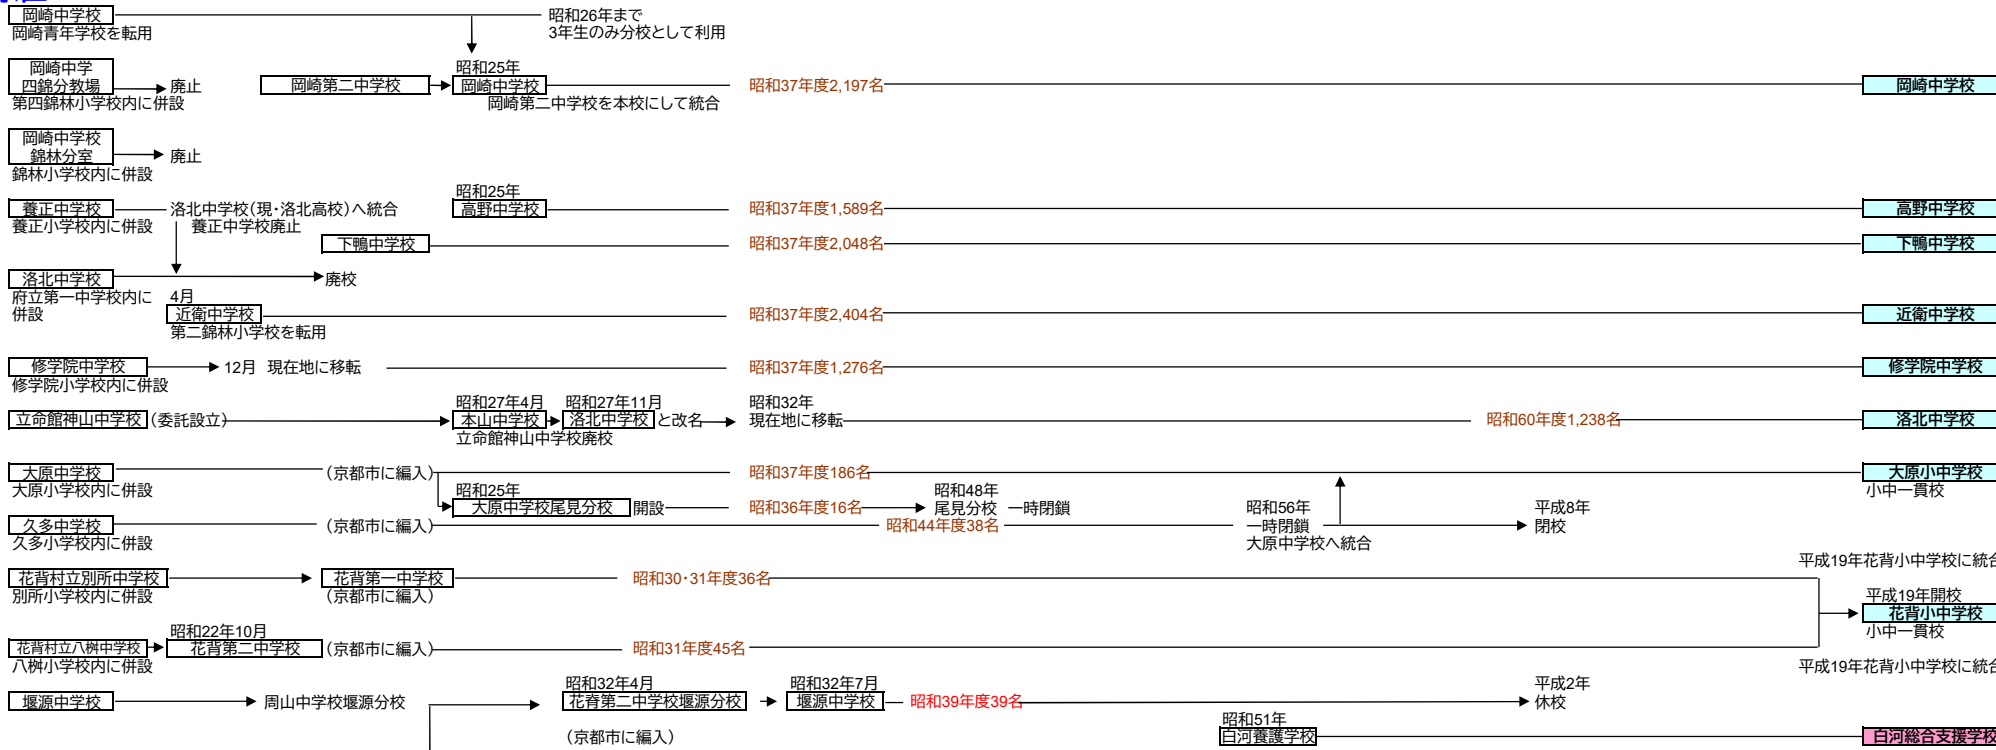 岡崎中学校
岡崎青年学校を転用
昭和26年まで
3年生のみ分校として利用
岡崎中学
四錦分教場
廃止
第四錦林小学校内に併設
岡崎第二中学校
昭和25年
岡崎中学校
岡崎第二中学校を本校にして統合
昭和37年度2,197名
岡崎中学校
岡崎中学校
錦林分室
廃止
錦林小学校内に併設
養正中学校
養正小学校内に併設
洛北中学校(現・洛北高校)へ統合
養正中学校廃止
昭和25年
高野中学校
昭和37年度1,589名
高野中学校
下鴨中学校
昭和37年度2,048名
下鴨中学校
洛北中学校
廃校
府立第一中学校内に
併設
4月
近衛中学校
第二錦林小学校を転用
昭和37年度2,404名
近衛中学校
修学院中学校
修学院小学校内に併設
12月 現在地に移転
昭和37年度1,276名
修学院中学校
立命館神山中学校
(委託設立)
昭和27年4月
本山中学校
立命館神山中学校廃校
昭和27年11月
洛北中学校
と改名
昭和32年
現在地に移転
昭和60年度1,238名
洛北中学校
大原中学校
大原小学校内に併設
(京都市に編入)
昭和37年度186名
大原小中学校
小中一貫校
昭和25年
大原中学校尾見分校
開設
昭和36年度16名
昭和48年
尾見分校 一時閉鎖
久多中学校
久多小学校内に併設
(京都市に編入)
昭和44年度38名
昭和56年
一時閉鎖
大原中学校へ統合
平成8年
閉校
花背村立別所中学校
別所小学校内に併設
花背第一中学校
(京都市に編入)
昭和30・31年度36名
平成19年花背小中学校に統合
平成19年開校
花背小中学校
小中一貫校
花背村立八桝中学校
八桝小学校内に併設
昭和22年10月
花背第二中学校
(京都市に編入)
昭和31年度45名
平成19年花背小中学校に統合
堰源中学校
周山中学校堰源分校
昭和32年4月
花脊第二中学校堰源分校
(京都市に編入)
昭和32年7月
堰源中学校
昭和39年度39名
平成2年
休校
昭和51年
白河養護学校
白河総合支援学校